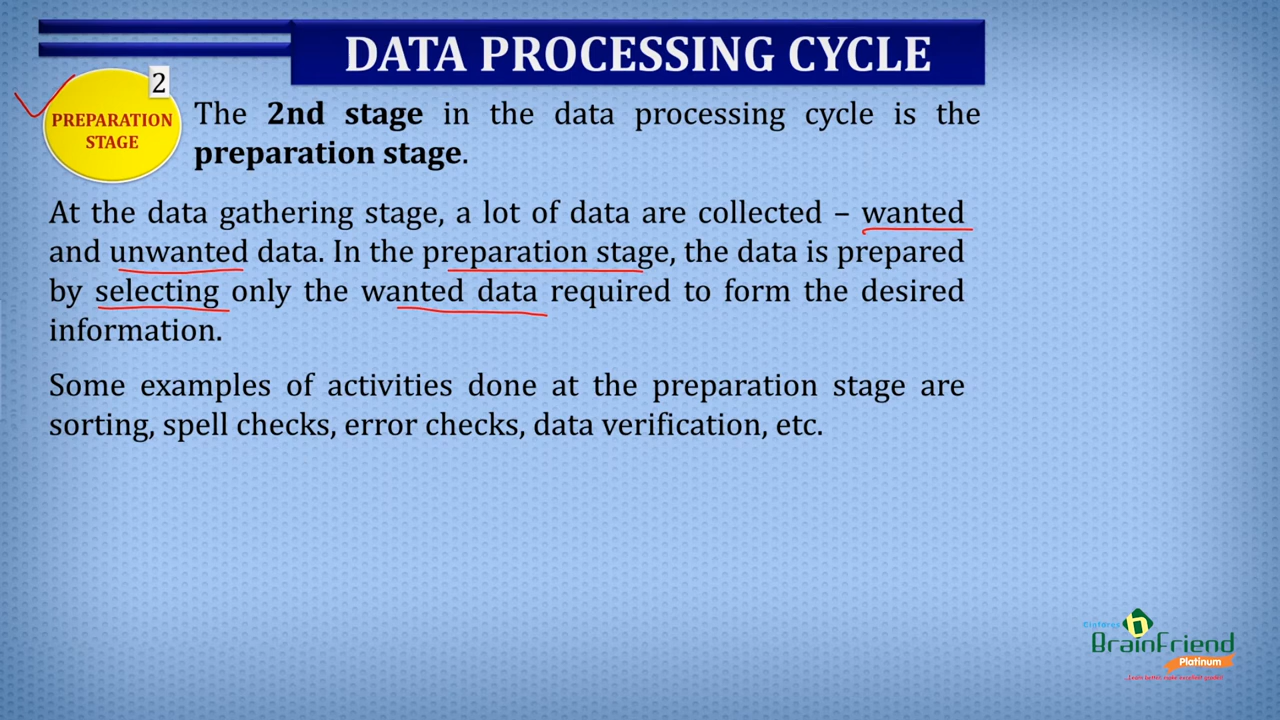 DATA PROCESSING CYCLE
2
PREPARATION
STAGE
The 2nd stage in the data processing cycle is the
preparation stage.
At the data gathering stage, a lot of data are collected – wanted
and unwanted data. In the preparation stage, the data is prepared
by selecting only the wanted data required to form the desired
information.
Some examples of activities done at the preparation stage are
sorting, spell checks, error checks, data verification, etc.
Cinfores
BrainFriend
Platinum